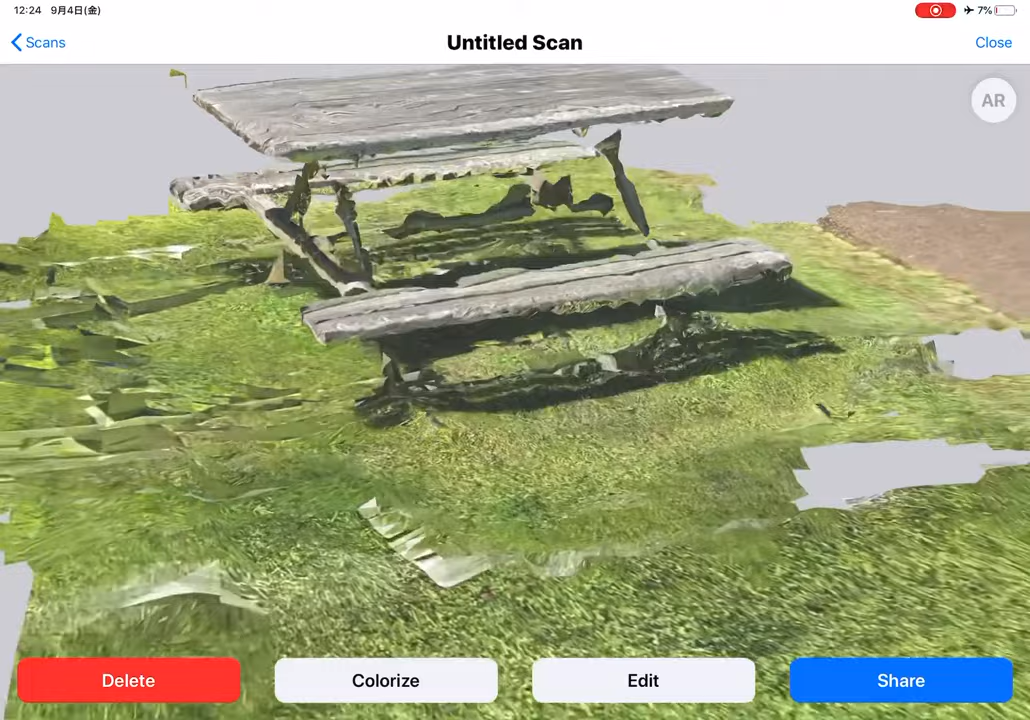 12:24 9月4日(金)
7%
Scans
Untitled Scan
Close
AR
Delete
Colorize
Edit
Share